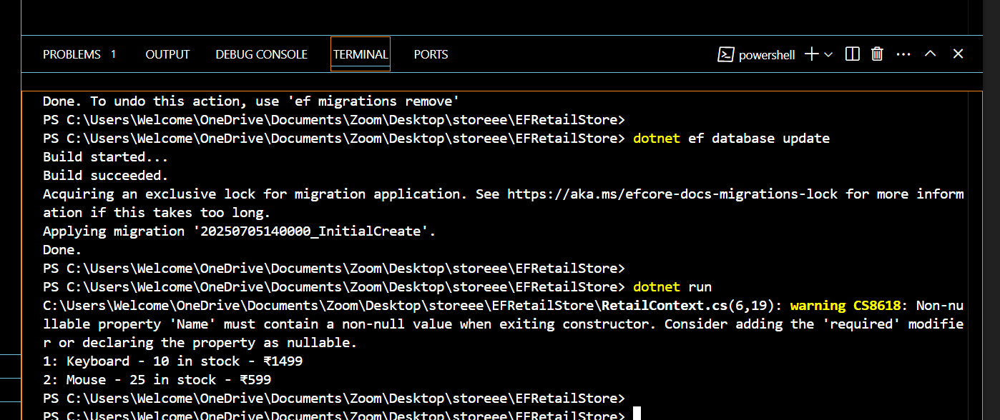 PROBLEMS 1 OUTPUT DEBUG CONSOLE TERMINAL PORTS powershell
Done. To undo this action, use 'ef migrations remove'
PS C:\Users\Welcome\OneDrive\Documents\Zoom\Desktop\storeee\EFRetailStore>
PS C:\Users\Welcome\OneDrive\Documents\Zoom\Desktop\storeee\EFRetailStore> dotnet ef database update
Build started...
Build succeeded.
Acquiring an exclusive lock for migration application. See https://aka.ms/efcore-docs-migrations-lock for more inform
ation if this takes too long.
Applying migration '20250705140000_InitialCreate'.
Done.
PS C:\Users\Welcome\OneDrive\Documents\Zoom\Desktop\storeee\EFRetailStore>
PS C:\Users\Welcome\OneDrive\Documents\Zoom\Desktop\storeee\EFRetailStore> dotnet run
C:\Users\Welcome\OneDrive\Documents\Zoom\Desktop\storeee\EFRetailStore\RetailContext.cs(6,19): warning CS8618: Non-nu
llable property 'Name' must contain a non-null value when exiting constructor. Consider adding the 'required' modifie
r or declaring the property as nullable.
1: Keyboard - 10 in stock - ₹1499
2: Mouse - 25 in stock - ₹599
PS C:\Users\Welcome\OneDrive\Documents\Zoom\Desktop\storeee\EFRetailStore>
PS C:\Users\Welcome\OneDrive\Documents\Zoom\Desktop\storeee\EFRetailStore>